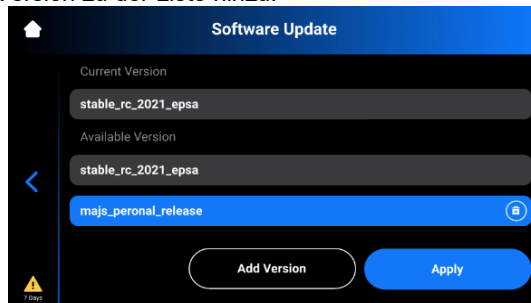 Version zu der Liste hinzu.
Software Update
Current Version
stable_rc_2021_epsa
Available Version
stable_rc_2021_epsa
majs_peronal_release
Add Version
Apply
7 Days